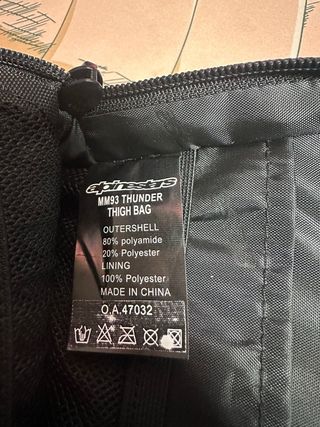 alpinestars
MM93 THUNDER
THIGH BAG
OUTERSHELL
80% polyamide
20% Polyester
LINING
100% Polyester
MADE IN CHINA
O.A.47032